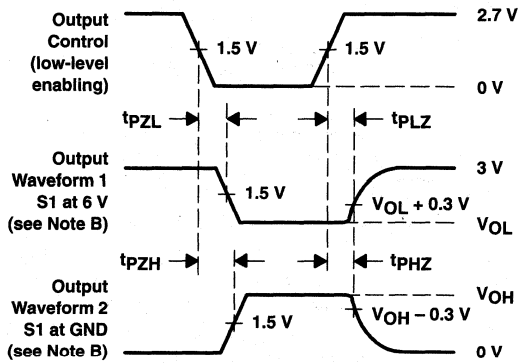 Output
Control
(low-level
enabling)
2.7 V
1.5 V
1.5 V
0 V
tPZL
tPLZ
Output
Waveform 1
S1 at 6 V
(see Note B)
3 V
1.5 V
VOL + 0.3 V
VOL
tPZH
tPHZ
Output
Waveform 2
S1 at GND
(see Note B)
VOH
1.5 V
VOH − 0.3 V
0 V